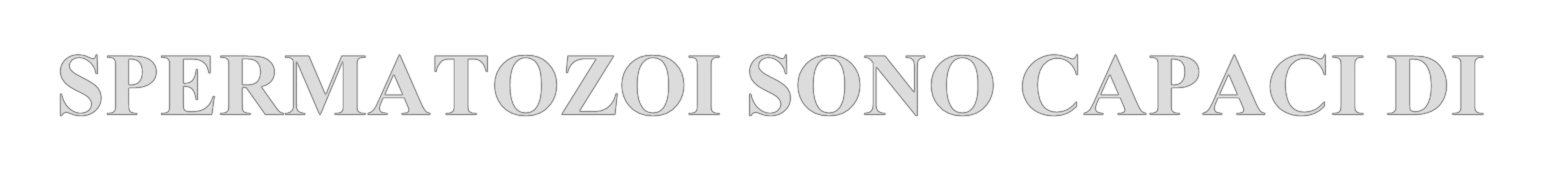 SPERMATOZOI SONO CAPACI DI